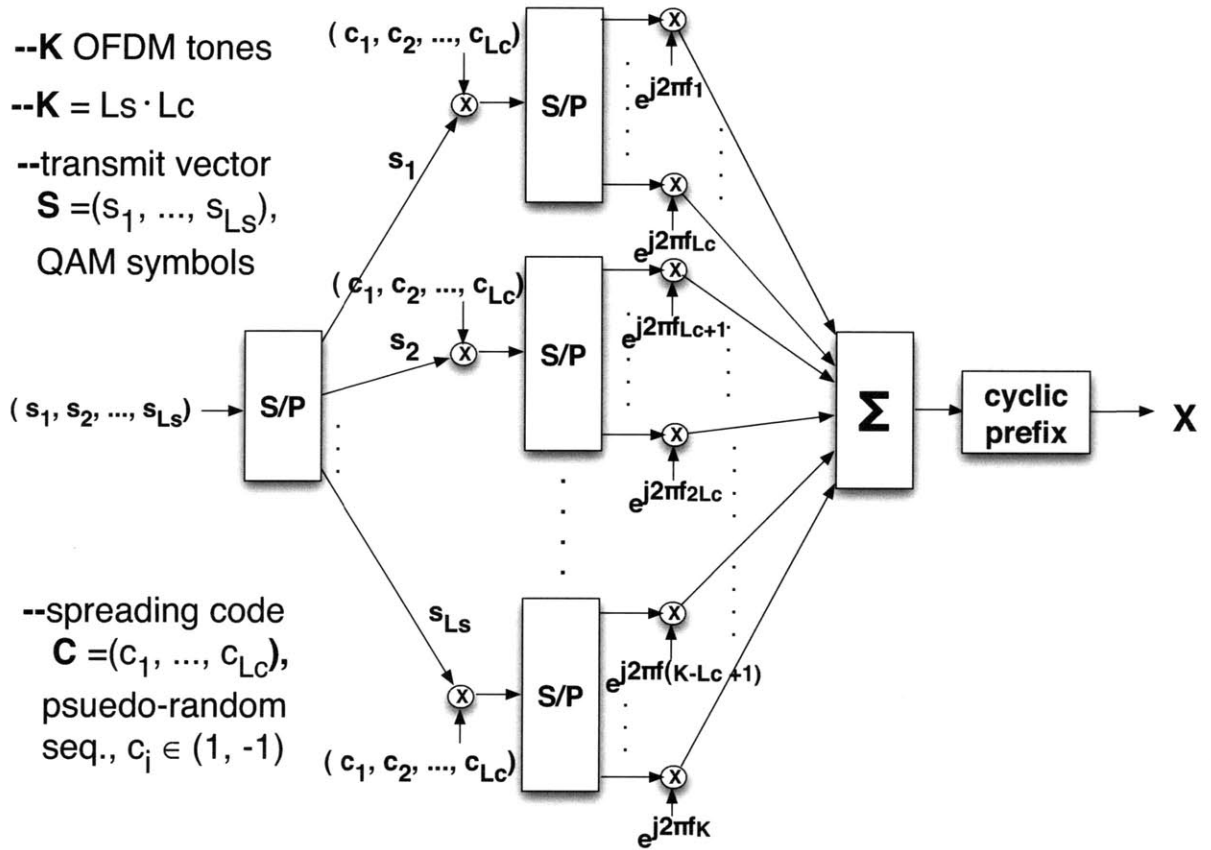 --K OFDM tones
--K = Ls · Lc
--transmit vector
S =(s1, ..., sLs),
QAM symbols
( c1, c2, ..., cLc)
X
S/P
X
ej2πf1
X
ej2πfLc
s1
( c1, c2, ..., cLc)
X
S/P
s2
X
ej2πfLc+1
X
ej2πf2Lc
( s1, s2, ..., sLs)
S/P
Σ
cyclic
prefix
X
--spreading code
C =(c1, ..., cLc),
psuedo-random
seq., ci ∈ (1, -1)
sLs
X
( c1, c2, ..., cLc)
S/P
X
ej2πf(K-Lc +1)
X
ej2πfK